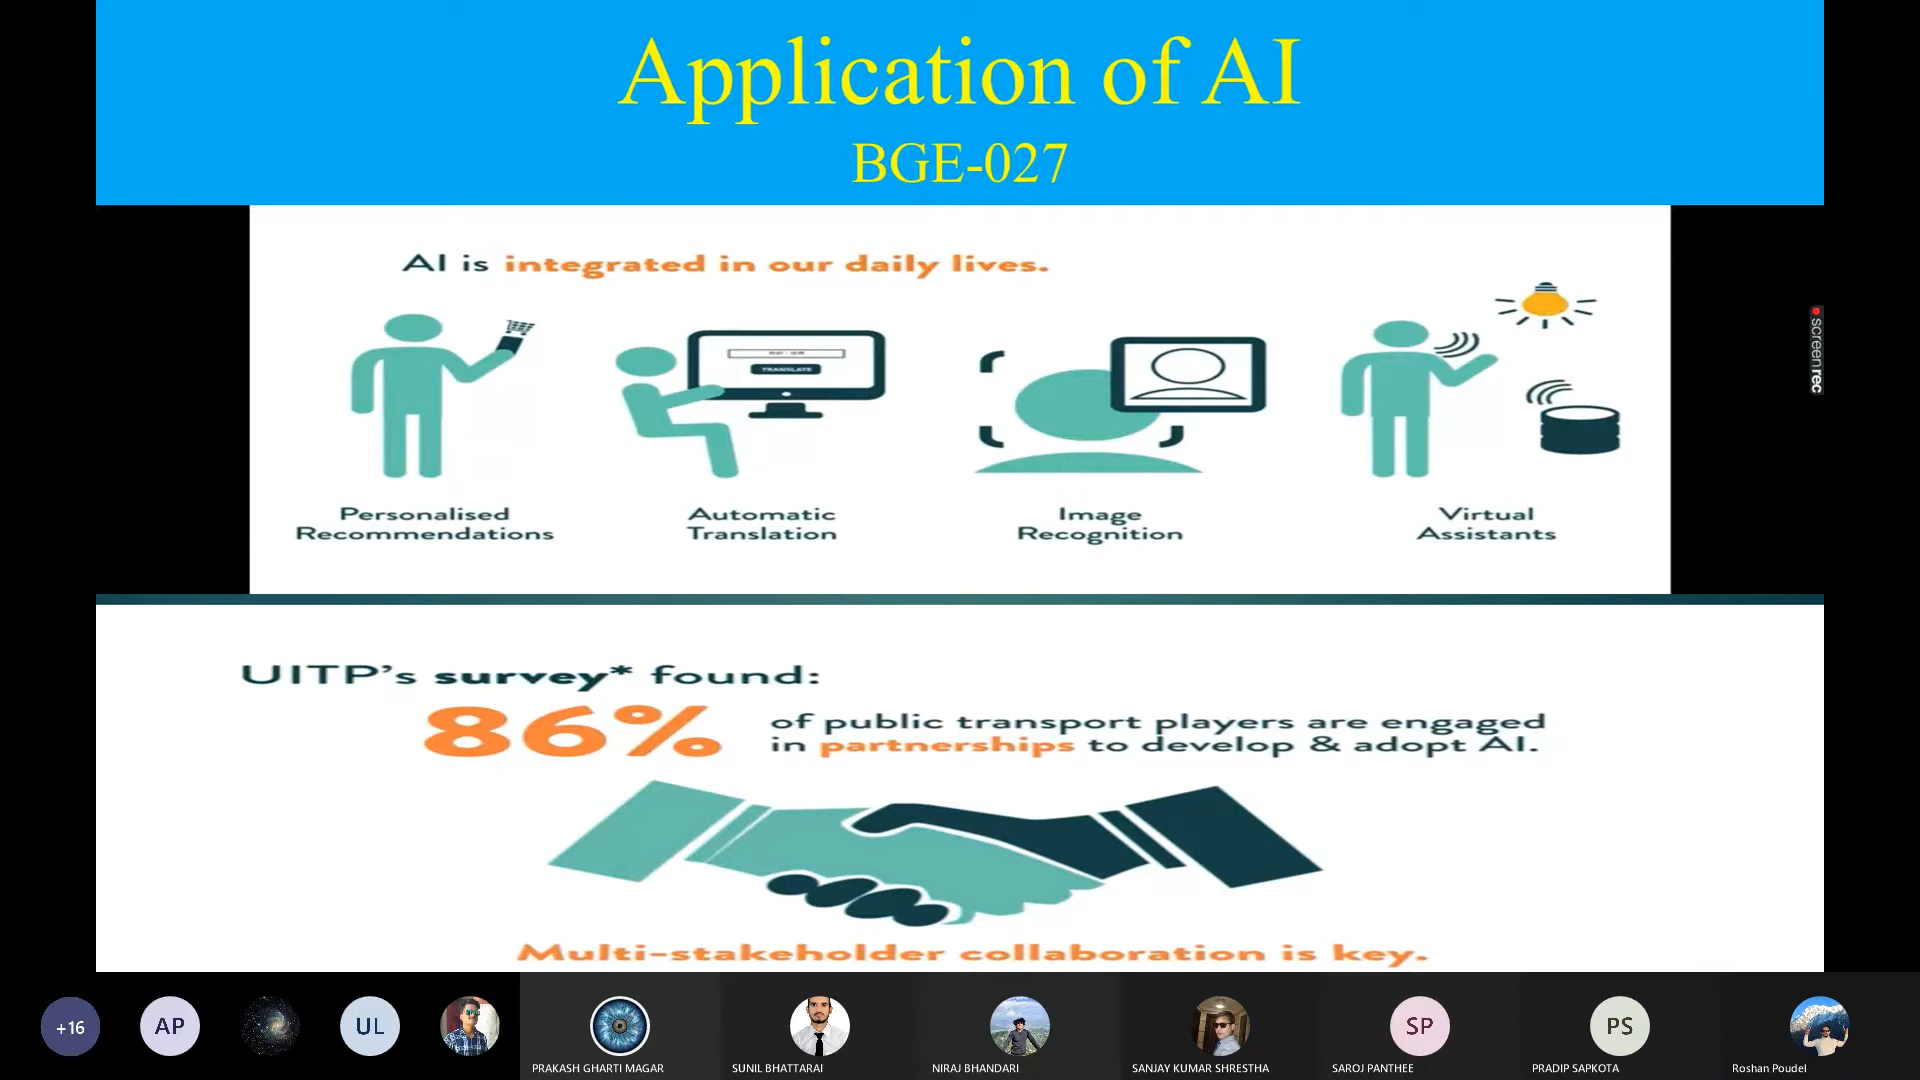 Application of AI
BGE-027
AI is integrated in our daily lives.
TRANSLATE
Personalised
Recommendations
Automatic
Translation
Image
Recognition
Virtual
Assistants
screenrec
UITP's survey* found:
86%
of public transport players are engaged
in partnerships to develop & adopt AI.
Multi-stakeholder collaboration is key.
+16
AP
UL
SP
PS
PRAKASH GHARTI MAGAR
SUNIL BHATTARAI
NIRAJ BHANDARI
SANJAY KUMAR SHRESTHA
SAROJ PANTHEE
PRADIP SAPKOTA
Roshan Poudel